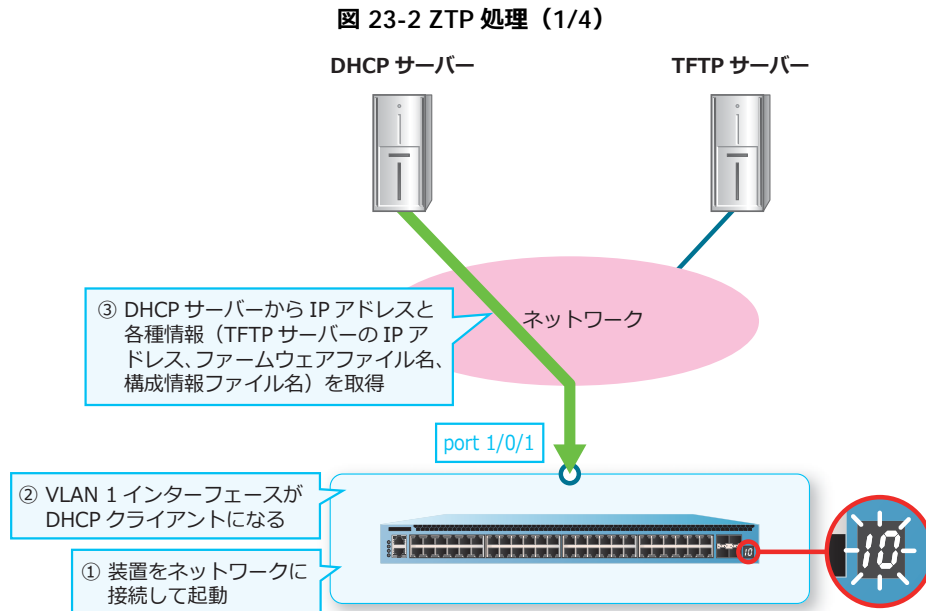 図 23-2 ZTP 処理（1/4）
DHCP サーバー
TFTP サーバー
③ DHCP サーバーから IP アドレスと
各種情報（TFTP サーバーの IP ア
ドレス、ファームウェアファイル名、
構成情報ファイル名）を取得
ネットワーク
port 1/0/1
② VLAN 1 インターフェースが
DHCP クライアントになる
① 装置をネットワークに
接続して起動
10
10